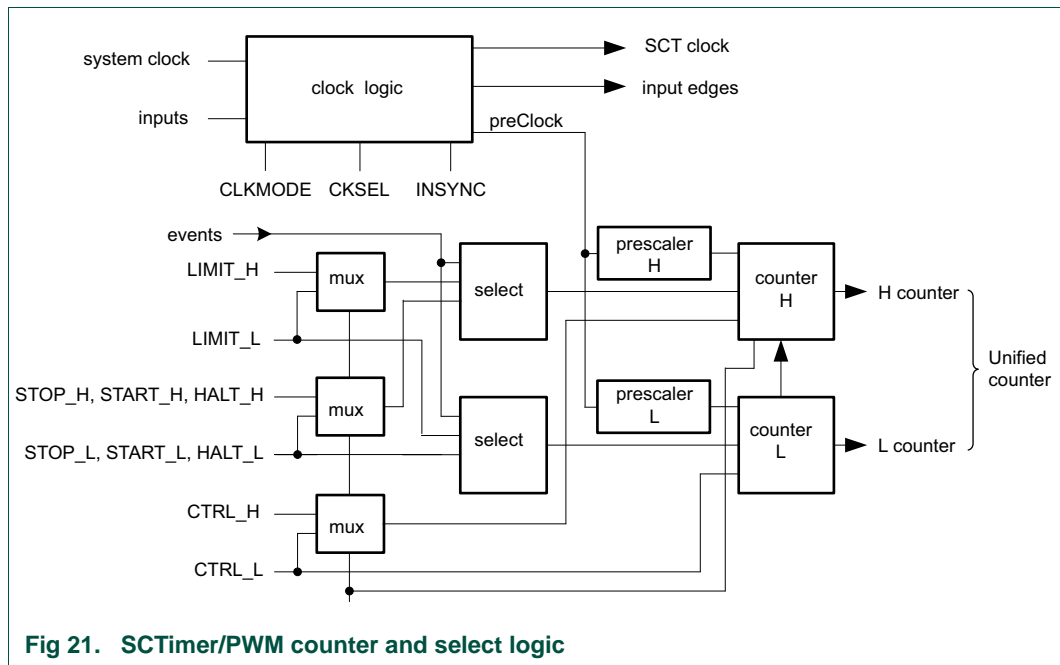 system clock
inputs
clock logic
SCT clock
input edges
preClock
CLKMODE CKSEL INSYNC
events
LIMIT_H
LIMIT_L
mux
select
prescaler
H
counter
H
H counter
STOP_H, START_H, HALT_H
STOP_L, START_L, HALT_L
mux
select
prescaler
L
counter
L
L counter
Unified
counter
CTRL_H
CTRL_L
mux
Fig 21. SCTimer/PWM counter and select logic